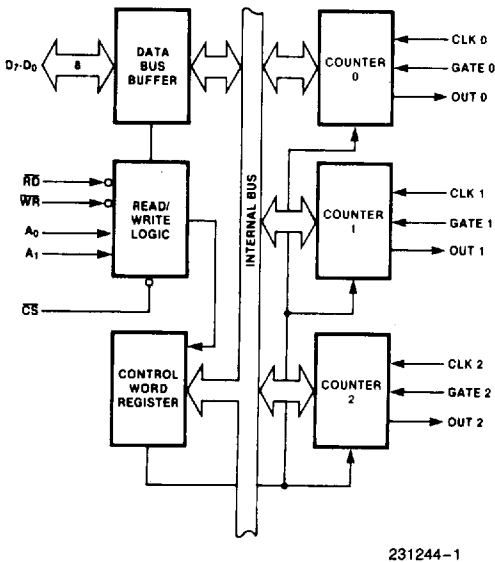 D7-D0
8
DATA
BUS
BUFFER
RD
WR
A0
A1
CS
READ/
WRITE
LOGIC
CONTROL
WORD
REGISTER
INTERNAL BUS
COUNTER
0
CLK 0
GATE 0
OUT 0
COUNTER
1
CLK 1
GATE 1
OUT 1
COUNTER
2
CLK 2
GATE 2
OUT 2
231244-1